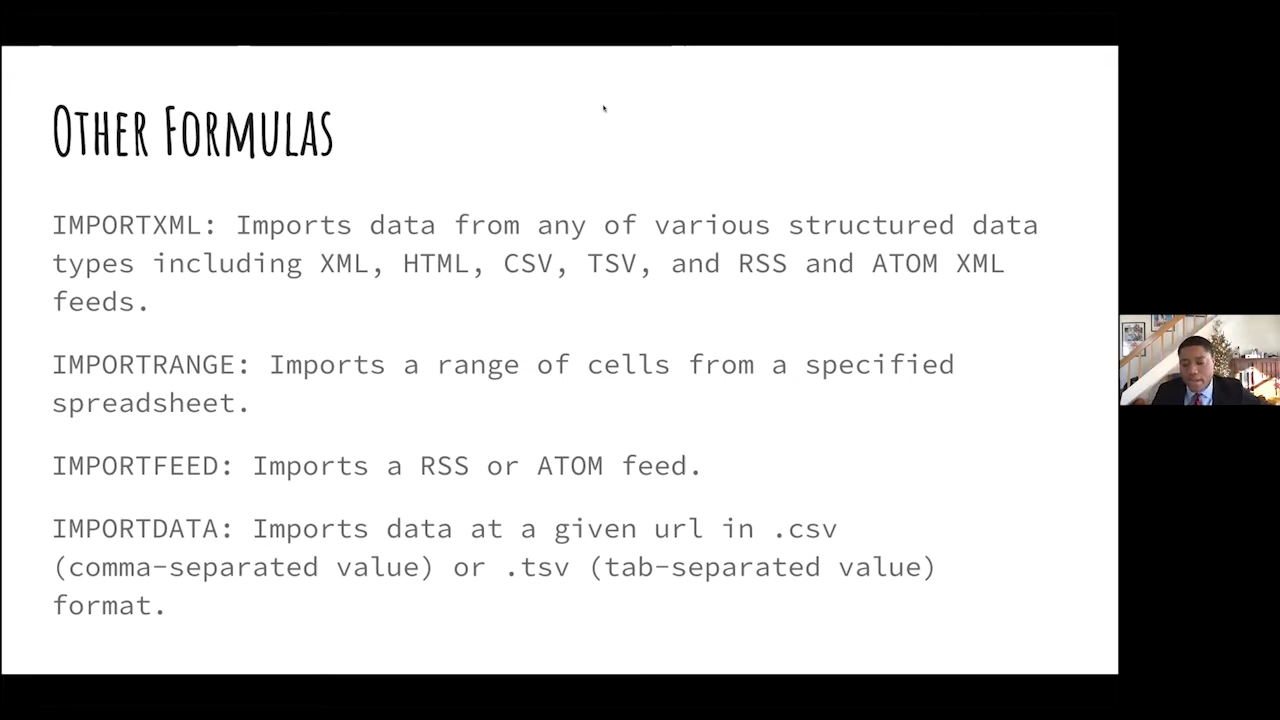 Other Formulas
IMPORTXML: Imports data from any of various structured data
types including XML, HTML, CSV, TSV, and RSS and ATOM XML
feeds.
IMPORTRANGE: Imports a range of cells from a specified
spreadsheet.
IMPORTFEED: Imports a RSS or ATOM feed.
IMPORTDATA: Imports data at a given url in .csv
(comma-separated value) or .tsv (tab-separated value)
format.